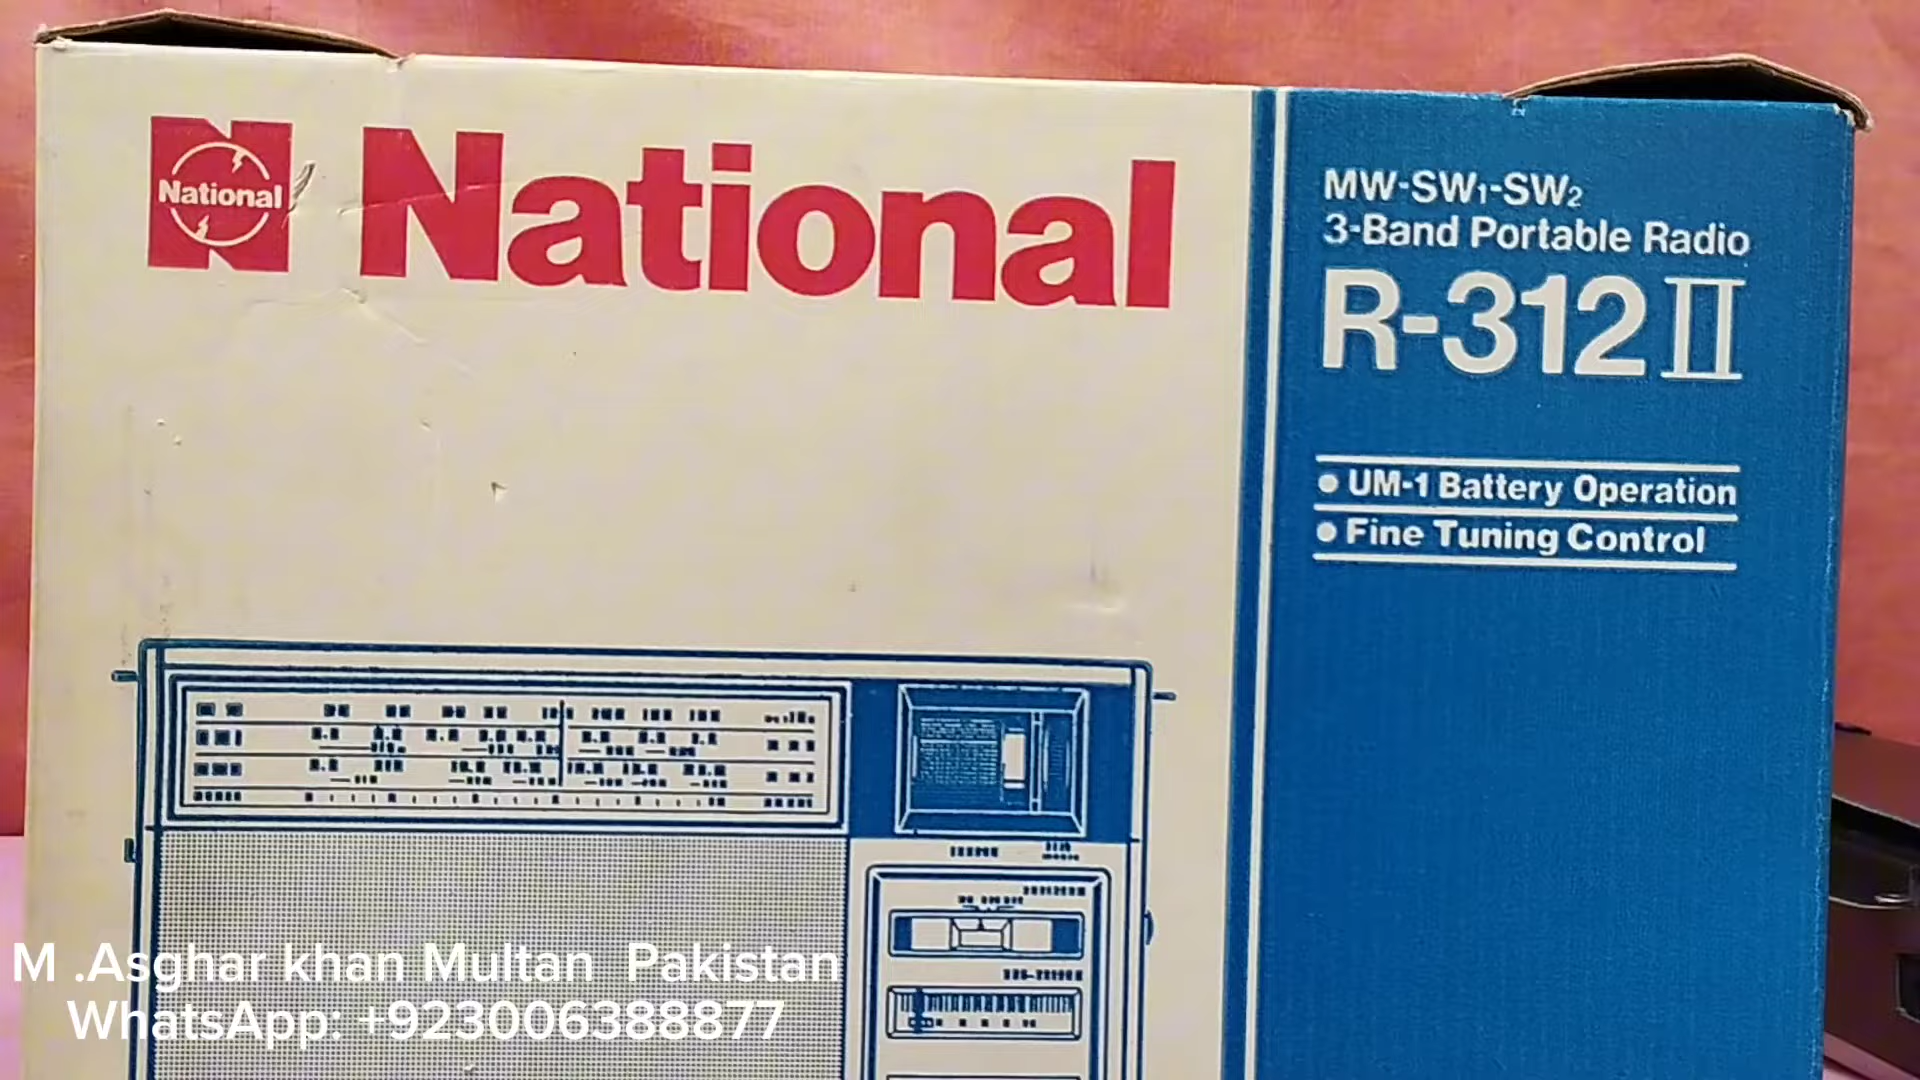 National
National
MW-SW1-SW2
3-Band Portable Radio
R-312 II
● UM-1 Battery Operation
● Fine Tuning Control
M .Asghar khan Multan Pakistan
WhatsApp: +923006388877